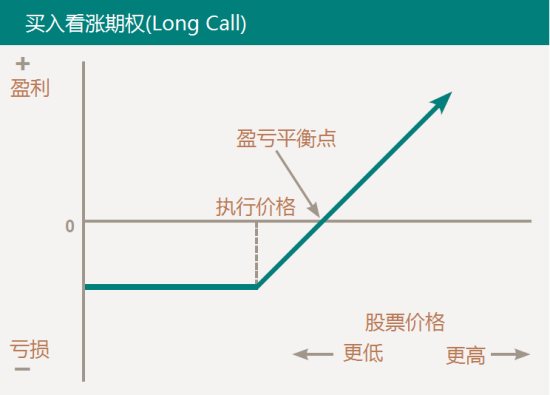 买入看涨期权(Long Call)
+
盈利
盈亏平衡点
执行价格
0
股票价格
亏损
更低
更高
−